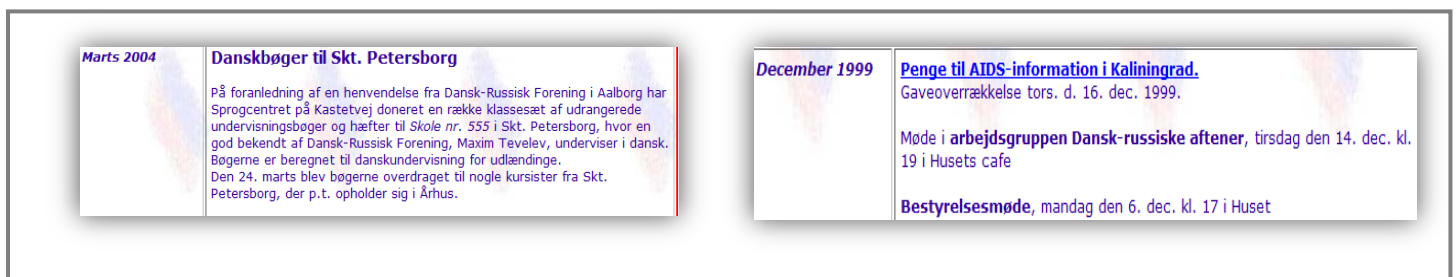 Marts 2004
Danskbøger til Skt. Petersborg
På foranledning af en henvendelse fra Dansk-Russisk Forening i Aalborg har
Sprogcentret på Kastetvej doneret en række klassesæt af udrangerede
undervisningsbøger og hæfter til Skole nr. 555 i Skt. Petersborg, hvor en
god bekendt af Dansk-Russisk Forening, Maxim Tevelev, underviser i dansk.
Bøgerne er beregnet til danskundervisning for udlændinge.
Den 24. marts blev bøgerne overdraget til nogle kursister fra Skt.
Petersborg, der p.t. opholder sig i Århus.
December 1999
Penge til AIDS-information i Kaliningrad.
Gaveoverrækkelse tors. d. 16. dec. 1999.
Møde i arbejdsgruppen Dansk-russiske aftener, tirsdag den 14. dec. kl.
19 i Husets cafe
Bestyrelsesmøde, mandag den 6. dec. kl. 17 i Huset